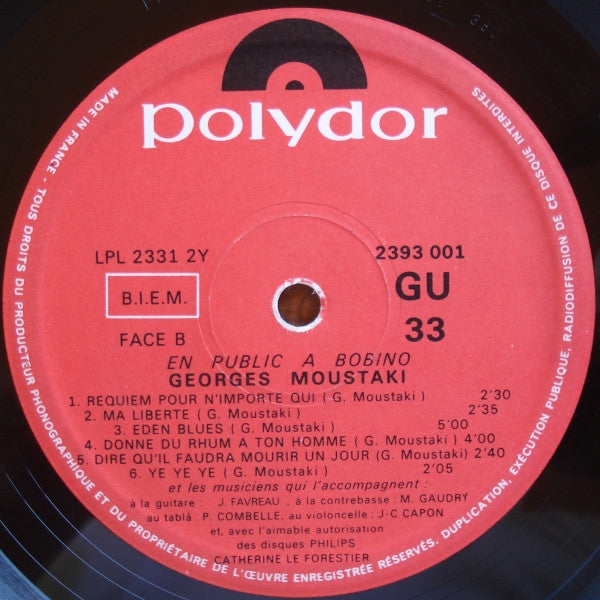 polydor
MADE IN FRANCE - TOUS DROITS DU PRODUCTEUR PHONOGRAPHIQUE ET DU PROPRIÉTAIRE DE L'ŒUVRE ENREGISTRÉE RÉSERVÉS. DUPLICATION, EXÉCUTION PUBLIQUE, RADIODIFFUSION DE CE DISQUE INTERDITES
LPL 2331 2Y
2393 001
B.I.E.M.
GU
FACE B
33
EN PUBLIC A BOBINO
GEORGES MOUSTAKI
1. REQUIEM POUR N'IMPORTE QUI ( G. Moustaki ) 2'30
2. MA LIBERTE ( G. Moustaki ) 2'35
3. EDEN BLUES ( G. Moustaki ) 5'00
4. DONNE DU RHUM A TON HOMME ( G. Moustaki ) 4'00
5. DIRE QU'IL FAUDRA MOURIR UN JOUR (G. Moustaki) 2'40
6. YE YE YE ( G. Moustaki ) 2'05
et les musiciens qui l'accompagnent :
à la guitare : J. FAVREAU , à la contrebasse : M. GAUDRY
au tablà : P. COMBELLE, au violoncelle : J-C CAPON
et, avec l'aimable autorisation
des disques PHILIPS
CATHERINE LE FORESTIER